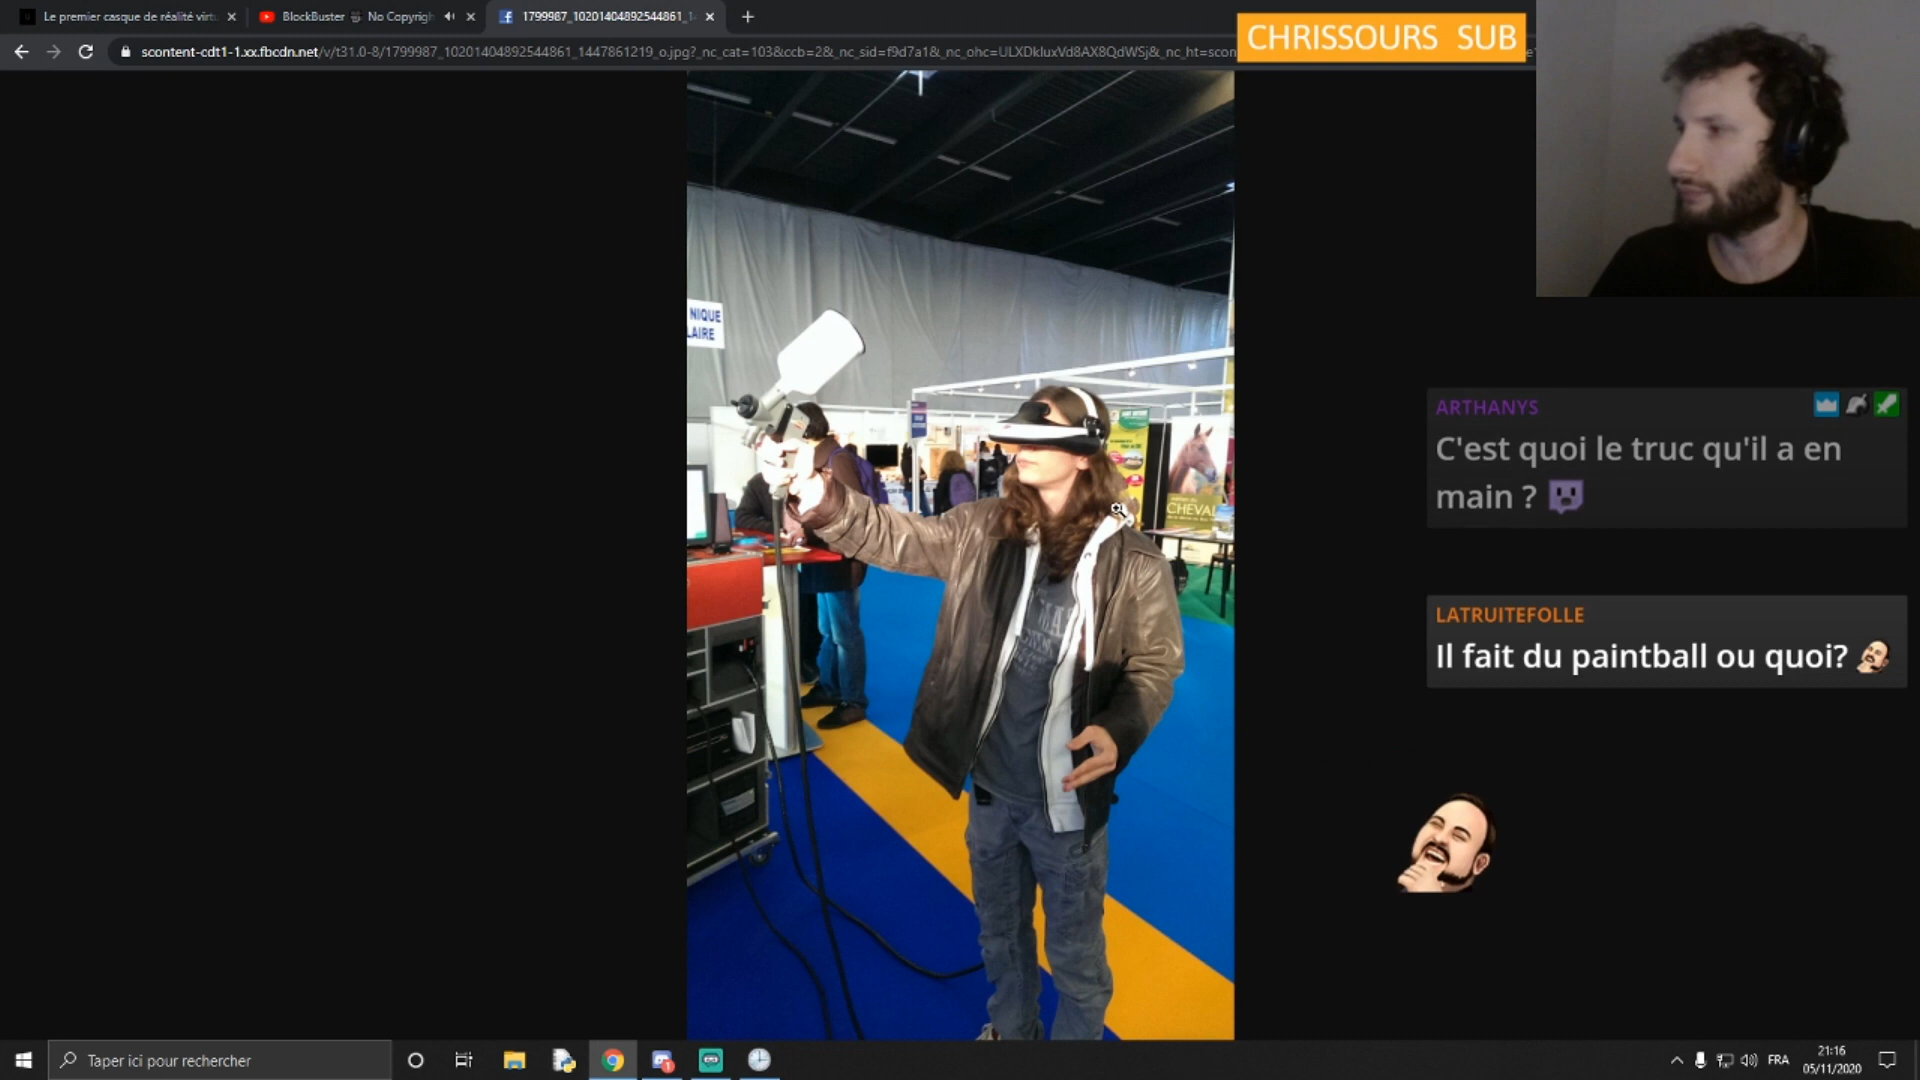 Le premier casque de réalité virtu
BlockBuster No Copyrigh
1799987_10201404892544861_1
scontent-cdt1-1.xx.fbcdn.net/v/t31.0-8/1799987_10201404892544861_1447861219_o.jpg?_nc_cat=103&ccb=2&_nc_sid=f9d7a1&_nc_ohc=ULXDkluxVd8AX8QdWSj&_nc_ht=scon
CHRISSOURS SUB
NIQUE
LAIRE
CHEVAL
ARTHANYS
C'est quoi le truc qu'il a en
main ?
LATRUITEFOLLE
Il fait du paintball ou quoi?
Taper ici pour rechercher
FRA
21:16
05/11/2020